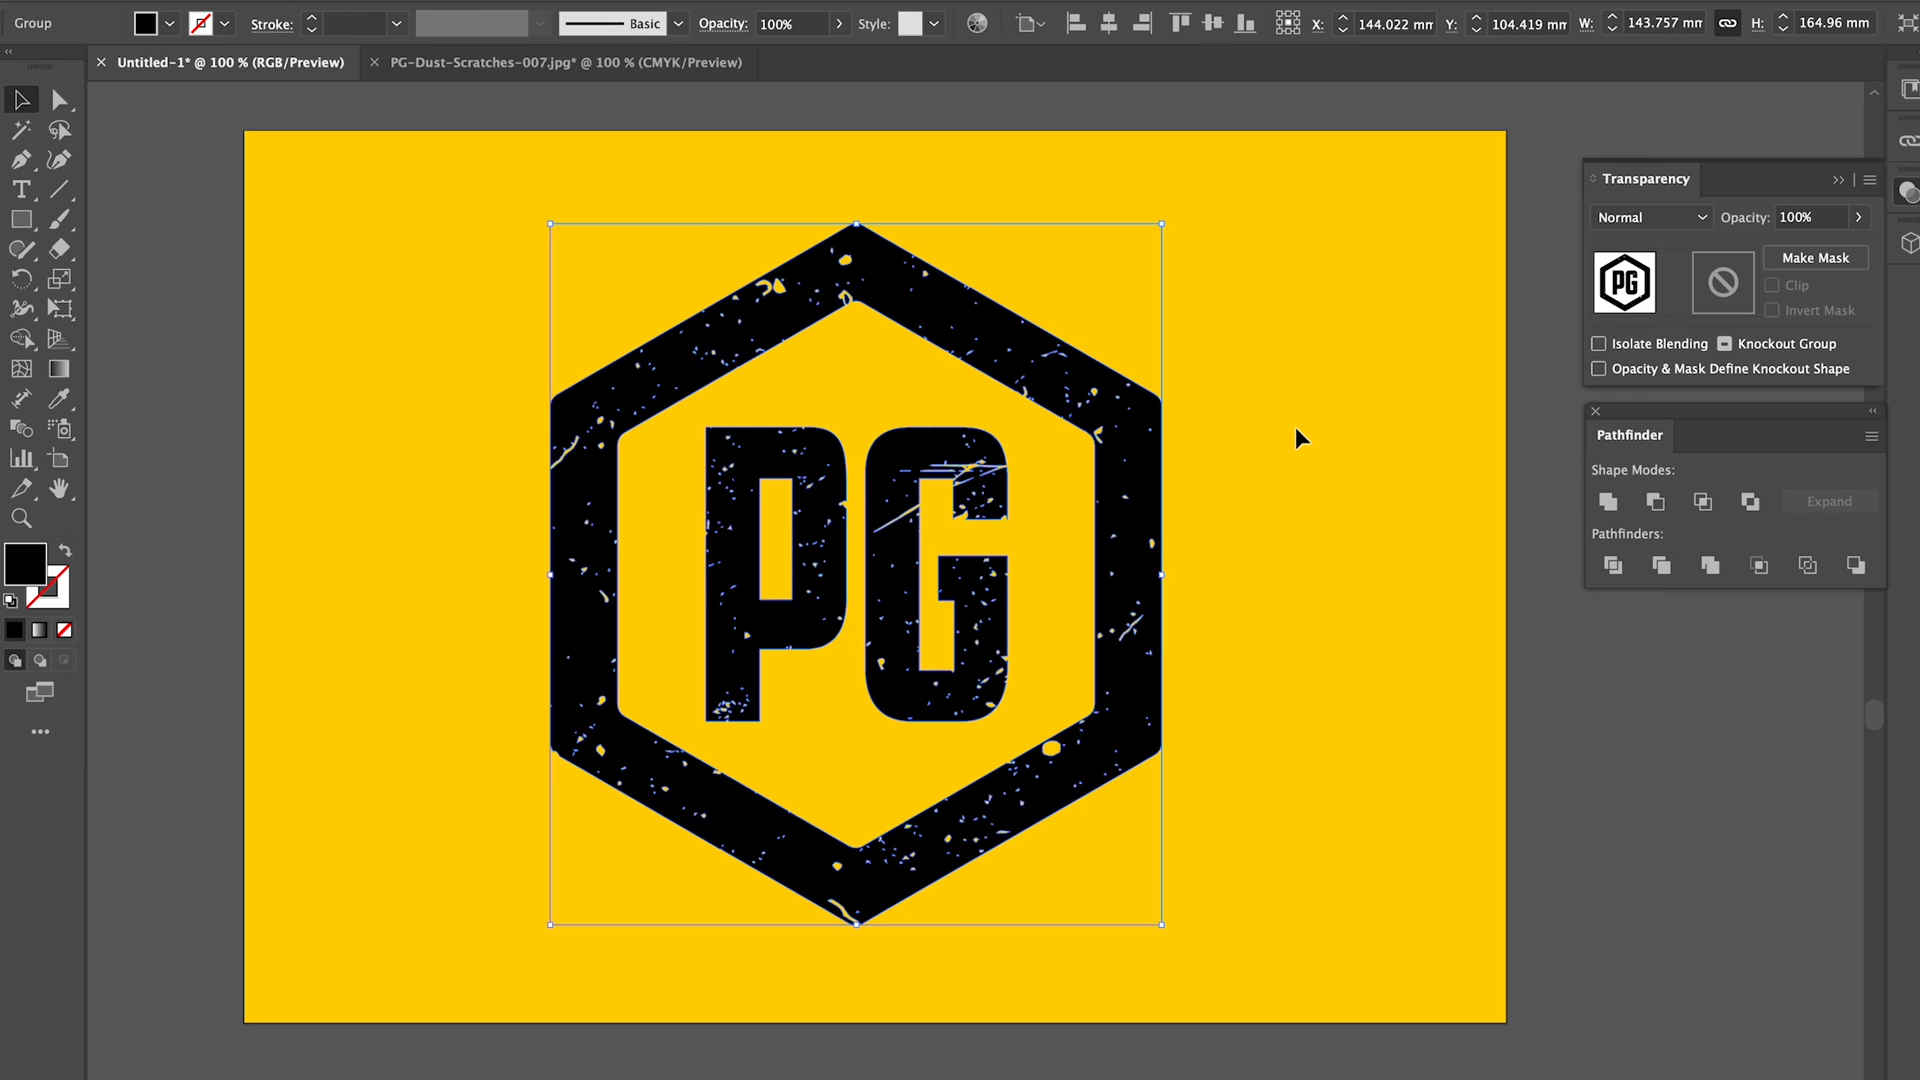 Group Stroke: Basic Opacity: 100% Style: X: 144.022 mm Y: 104.419 mm W: 143.757 mm H: 164.96 mm
Untitled-1* @ 100 % (RGB/Preview) PG-Dust-Scratches-007.jpg* @ 100 % (CMYK/Preview)
Transparency
Normal Opacity: 100%
Make Mask
PG
Clip
Invert Mask
Isolate Blending Knockout Group
Opacity & Mask Define Knockout Shape
Pathfinder
Shape Modes:
Expand
Pathfinders:
PG